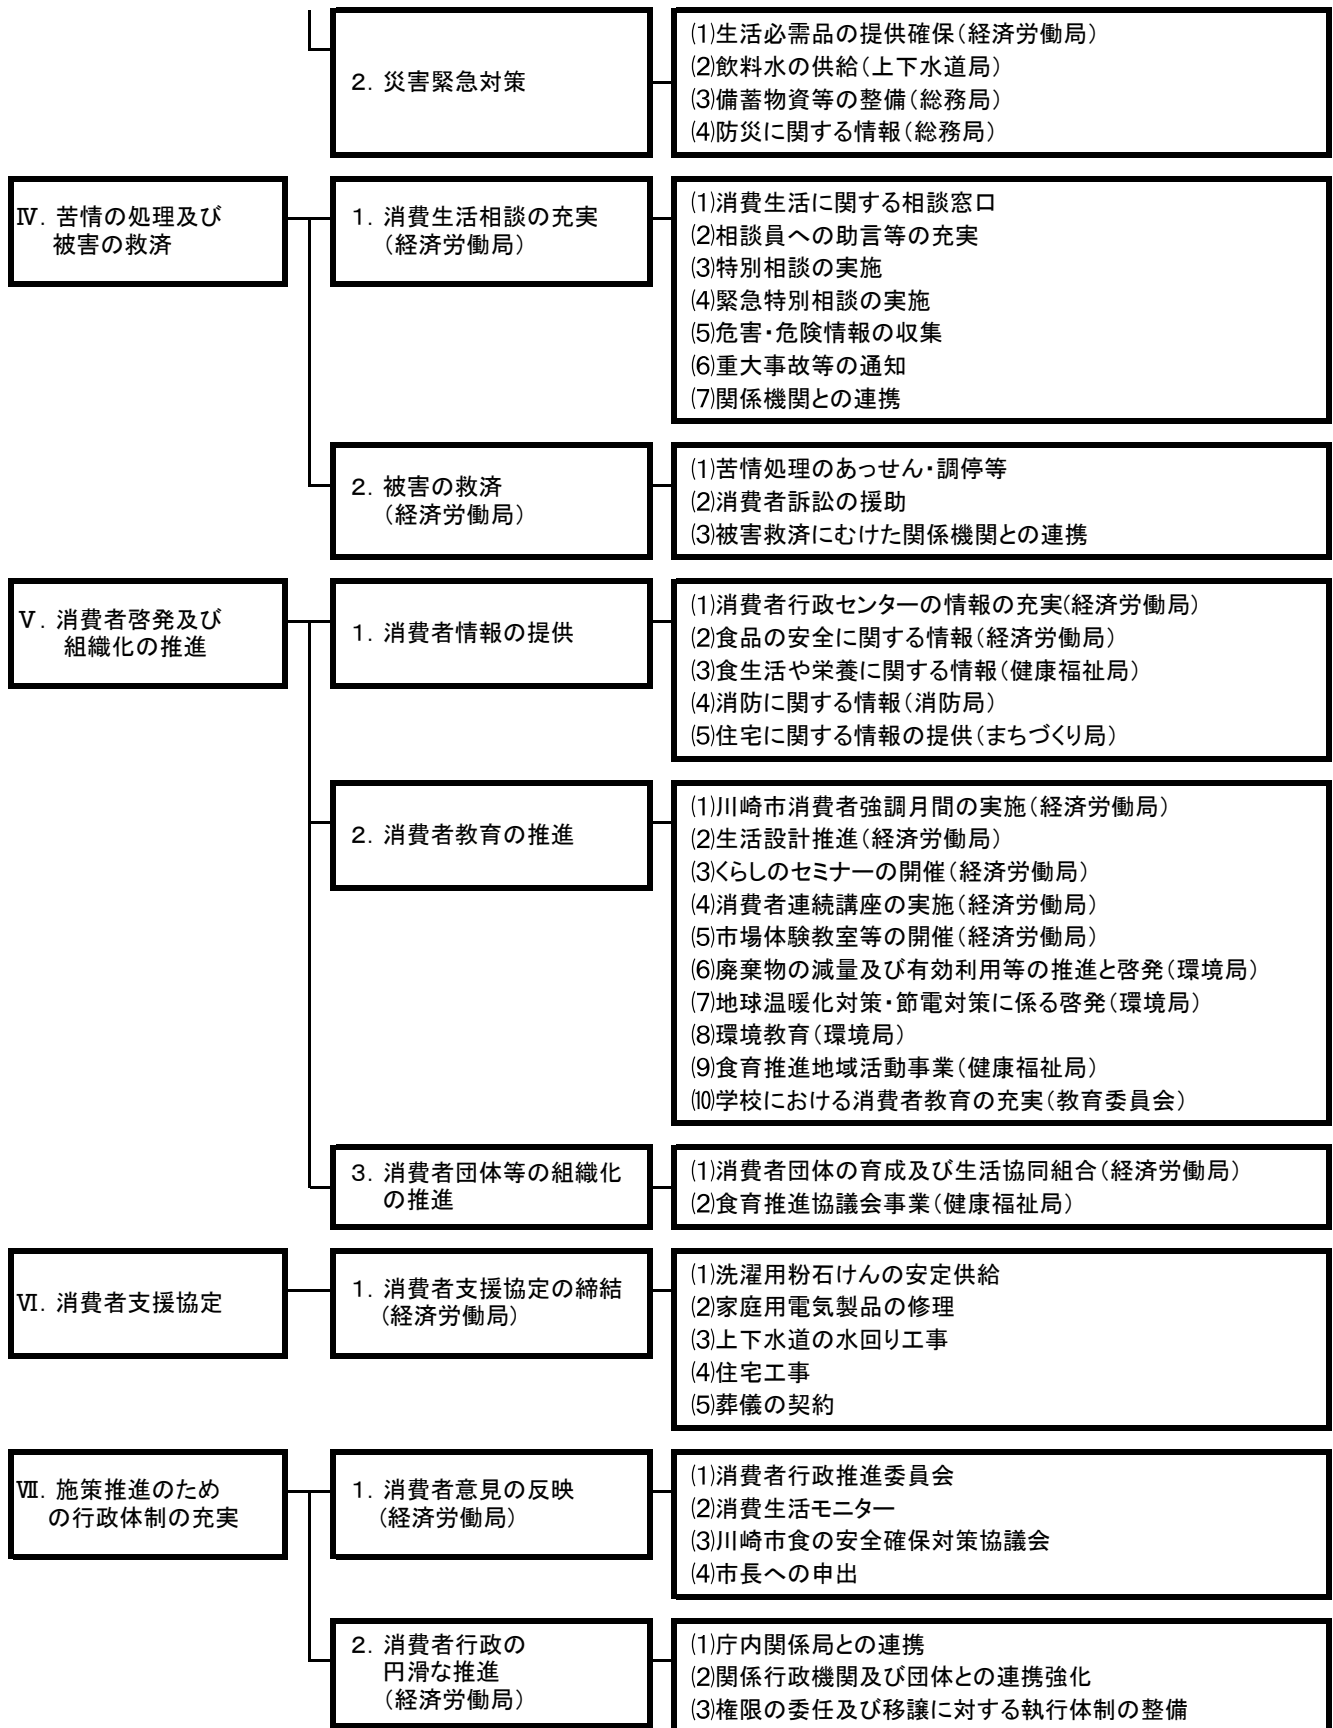 2．災害緊急対策
⑴生活必需品の提供確保（経済労働局）
⑵飲料水の供給（上下水道局）
⑶備蓄物資等の整備（総務局）
⑷防災に関する情報（総務局）
Ⅳ．苦情の処理及び
被害の救済
1．消費生活相談の充実
（経済労働局）
⑴消費生活に関する相談窓口
⑵相談員への助言等の充実
⑶特別相談の実施
⑷緊急特別相談の実施
⑸危害・危険情報の収集
⑹重大事故等の通知
⑺関係機関との連携
2．被害の救済
（経済労働局）
⑴苦情処理のあっせん・調停等
⑵消費者訴訟の援助
⑶被害救済にむけた関係機関との連携
Ⅴ．消費者啓発及び
組織化の推進
1．消費者情報の提供
⑴消費者行政センターの情報の充実(経済労働局）
⑵食品の安全に関する情報（経済労働局）
⑶食生活や栄養に関する情報（健康福祉局）
⑷消防に関する情報（消防局）
⑸住宅に関する情報の提供（まちづくり局）
2．消費者教育の推進
⑴川崎市消費者強調月間の実施（経済労働局）
⑵生活設計推進（経済労働局）
⑶くらしのセミナーの開催（経済労働局）
⑷消費者連続講座の実施（経済労働局）
⑸市場体験教室等の開催（経済労働局）
⑹廃棄物の減量及び有効利用等の推進と啓発（環境局）
⑺地球温暖化対策・節電対策に係る啓発（環境局）
⑻環境教育（環境局）
⑼食育推進地域活動事業（健康福祉局）
⑽学校における消費者教育の充実（教育委員会）
3．消費者団体等の組織化
の推進
⑴消費者団体の育成及び生活協同組合（経済労働局）
⑵食育推進協議会事業（健康福祉局）
Ⅵ．消費者支援協定
1．消費者支援協定の締結
（経済労働局）
⑴洗濯用粉石けんの安定供給
⑵家庭用電気製品の修理
⑶上下水道の水回り工事
⑷住宅工事
⑸葬儀の契約
Ⅶ．施策推進のため
の行政体制の充実
1．消費者意見の反映
（経済労働局）
⑴消費者行政推進委員会
⑵消費生活モニター
⑶川崎市食の安全確保対策協議会
⑷市長への申出
2．消費者行政の
円滑な推進
（経済労働局）
⑴庁内関係局との連携
⑵関係行政機関及び団体との連携強化
⑶権限の委任及び移譲に対する執行体制の整備